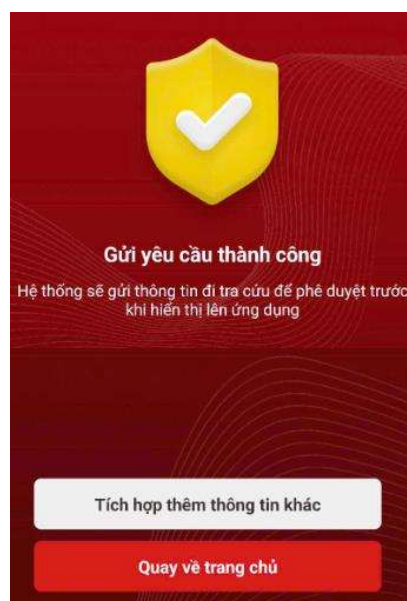 Gửi yêu cầu thành công
Hệ thống sẽ gửi thông tin đi tra cứu để phê duyệt trước
khi hiển thị lên ứng dụng
Tích hợp thêm thông tin khác
Quay về trang chủ